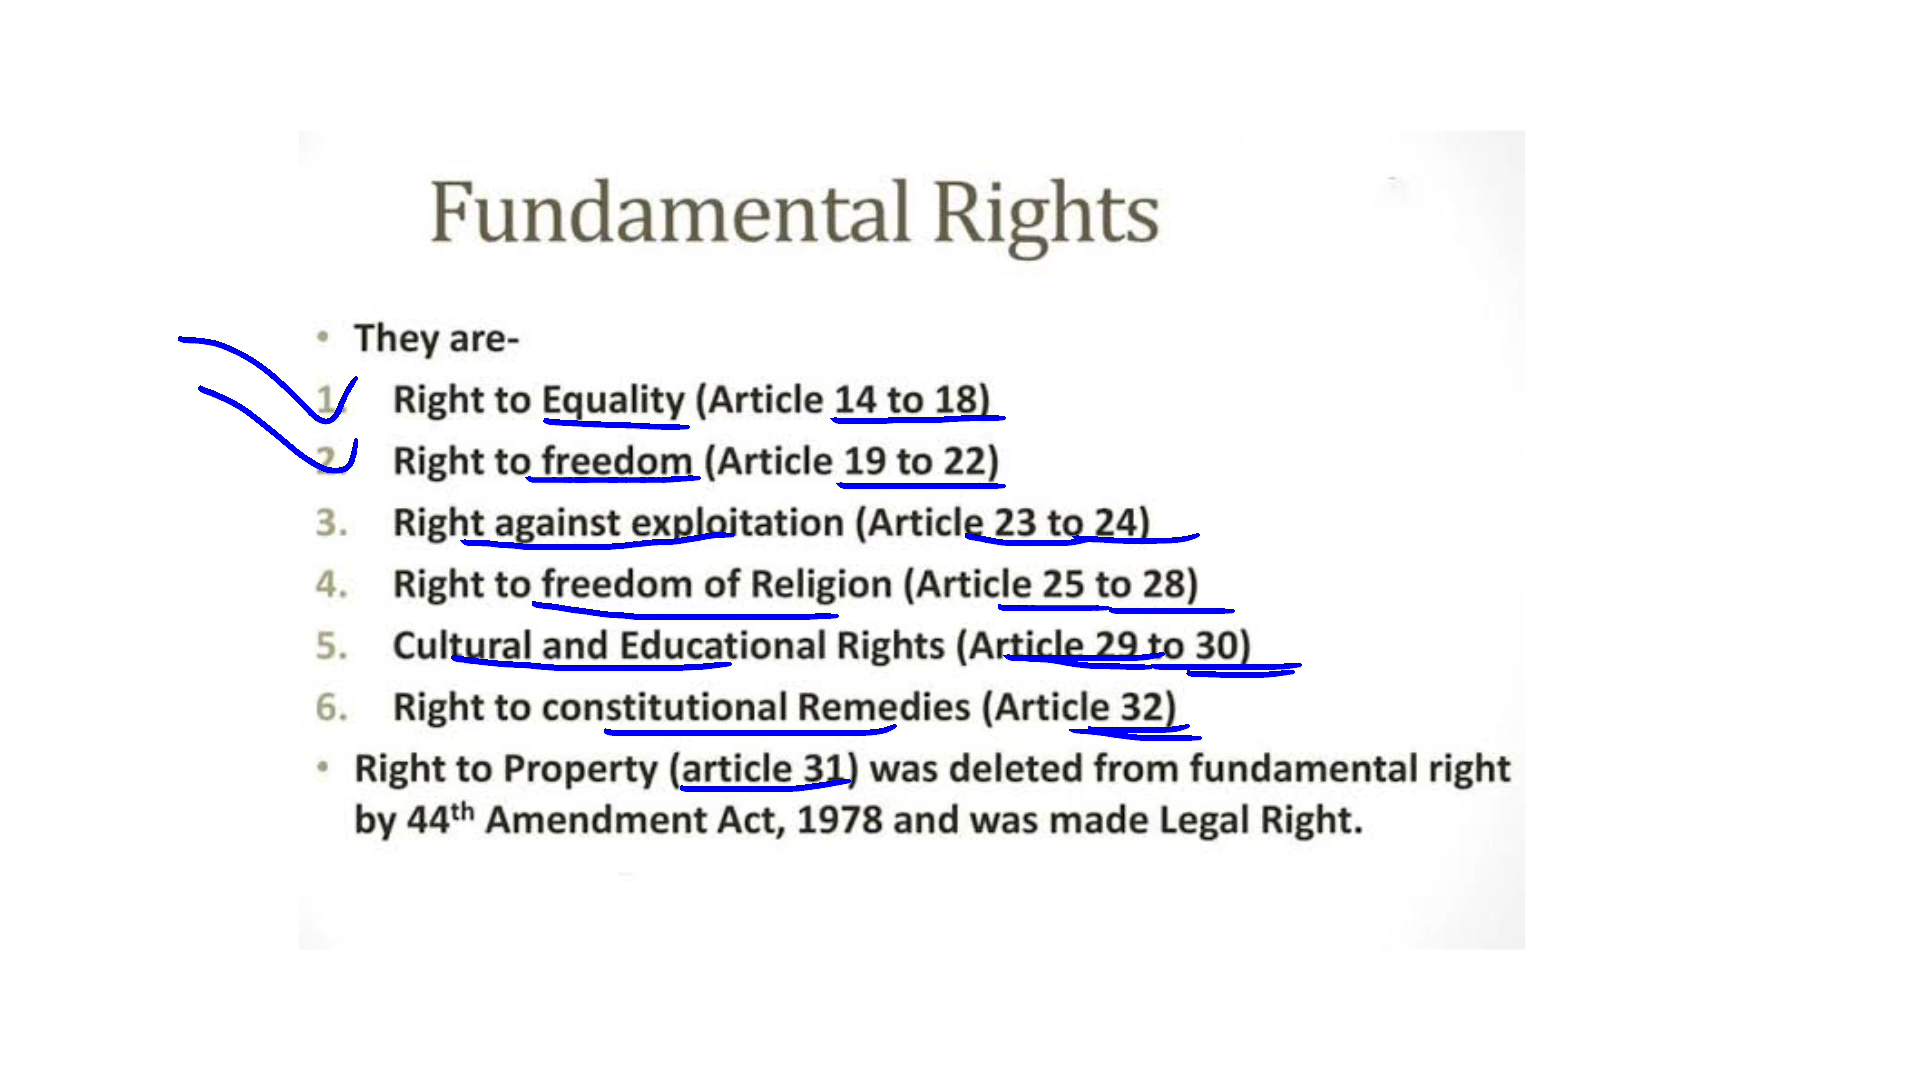 Fundamental Rights
• They are-
1. Right to Equality (Article 14 to 18)
2. Right to freedom (Article 19 to 22)
3. Right against exploitation (Article 23 to 24)
4. Right to freedom of Religion (Article 25 to 28)
5. Cultural and Educational Rights (Article 29 to 30)
6. Right to constitutional Remedies (Article 32)
• Right to Property (article 31) was deleted from fundamental right
by 44th Amendment Act, 1978 and was made Legal Right.